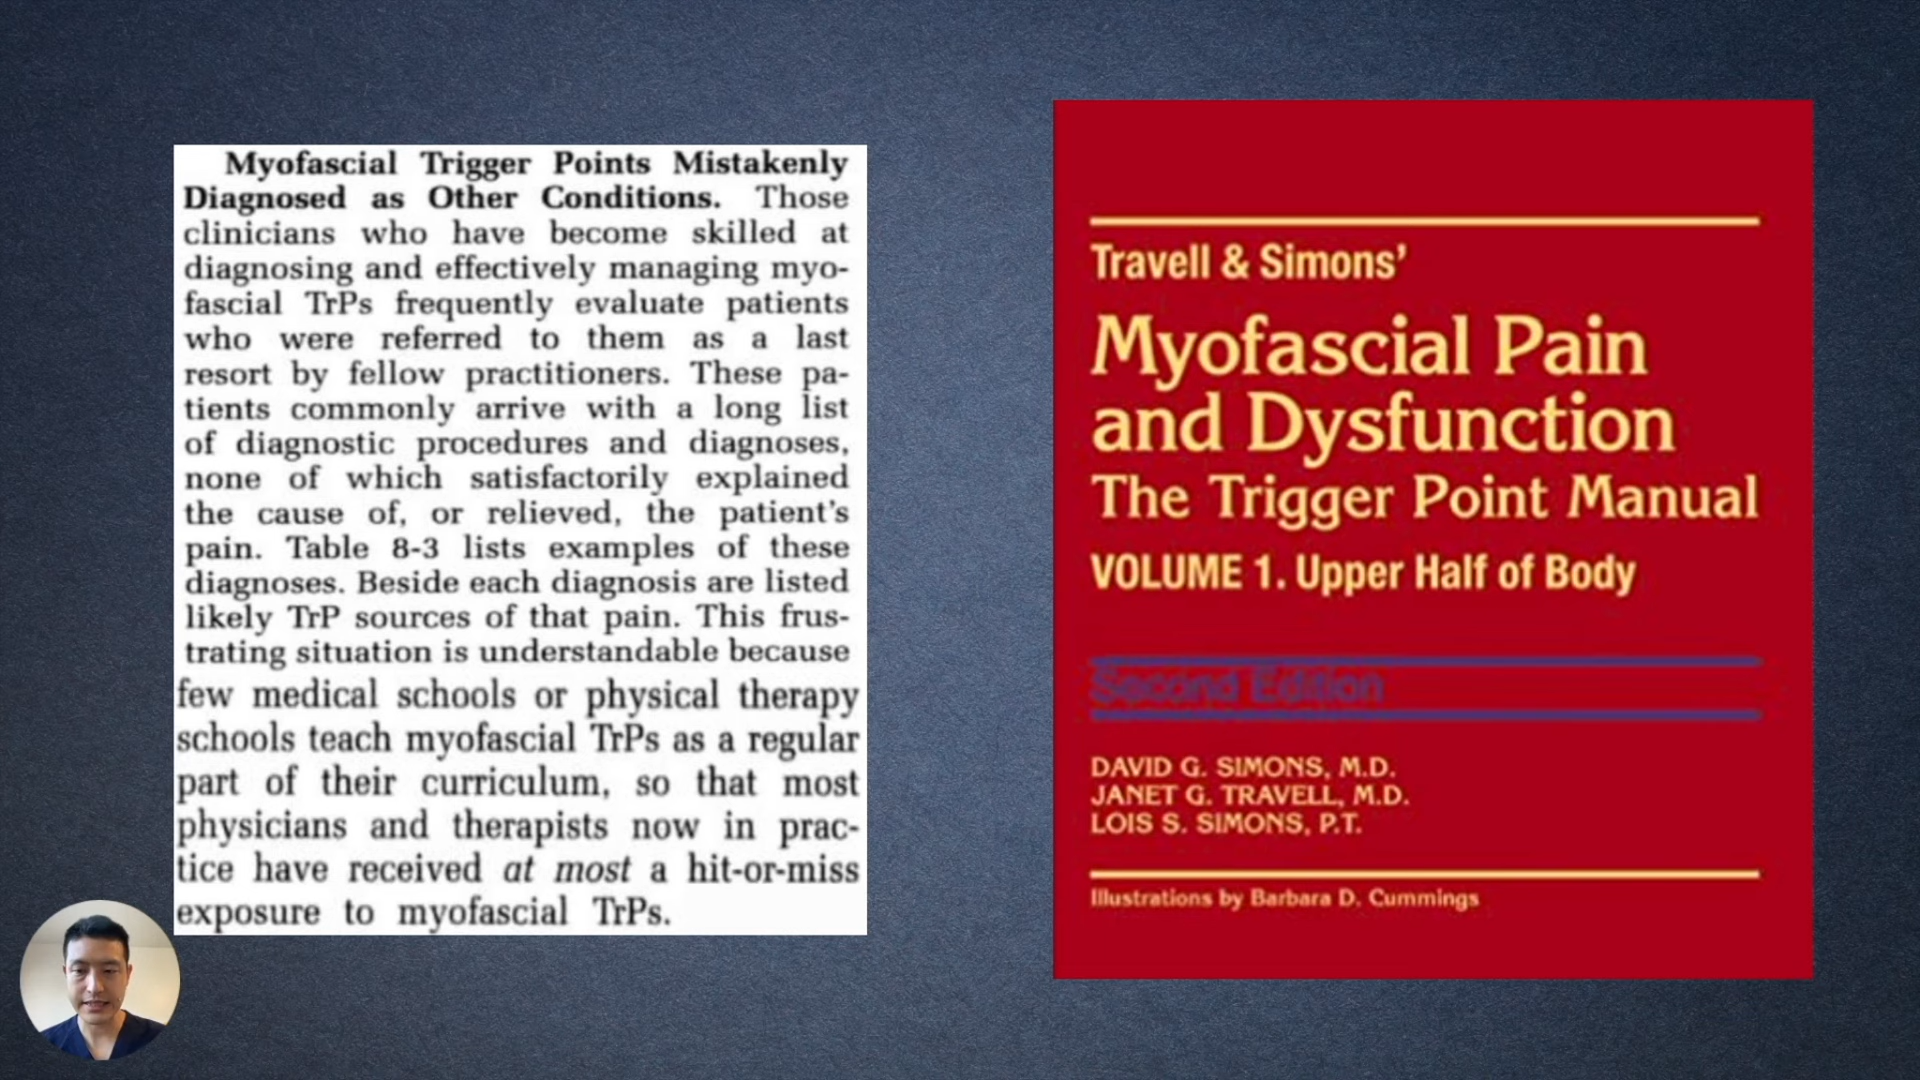 Myofascial Trigger Points Mistakenly
Diagnosed as Other Conditions. Those
clinicians who have become skilled at
diagnosing and effectively managing myo-
fascial TrPs frequently evaluate patients
who were referred to them as a last
resort by fellow practitioners. These pa-
tients commonly arrive with a long list
of diagnostic procedures and diagnoses,
none of which satisfactorily explained
the cause of, or relieved, the patient's
pain. Table 8-3 lists examples of these
diagnoses. Beside each diagnosis are listed
likely TrP sources of that pain. This frus-
trating situation is understandable because
few medical schools or physical therapy
schools teach myofascial TrPs as a regular
part of their curriculum, so that most
physicians and therapists now in prac-
tice have received at most a hit-or-miss
exposure to myofascial TrPs.
Travell & Simons'
Myofascial Pain
and Dysfunction
The Trigger Point Manual
VOLUME 1. Upper Half of Body
Second Edition
DAVID G. SIMONS, M.D.
JANET G. TRAVELL, M.D.
LOIS S. SIMONS, P.T.
Illustrations by Barbara D. Cummings